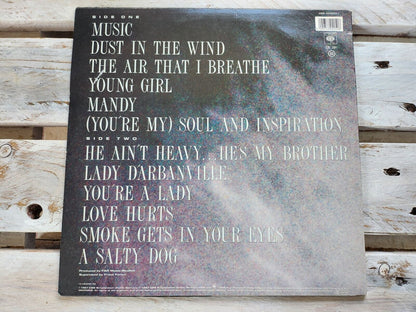 SIDE ONE
MUSIC
DUST IN THE WIND
THE AIR THAT I BREATHE
YOUNG GIRL
MANDY
(YOU'RE MY) SOUL AND INSPIRATION
SIDE TWO
HE AIN'T HEAVY...HE'S MY BROTHER
LADY D'ARBANVILLE
YOU'RE A LADY
LOVE HURTS
SMOKE GETS IN YOUR EYES
A SALTY DOG